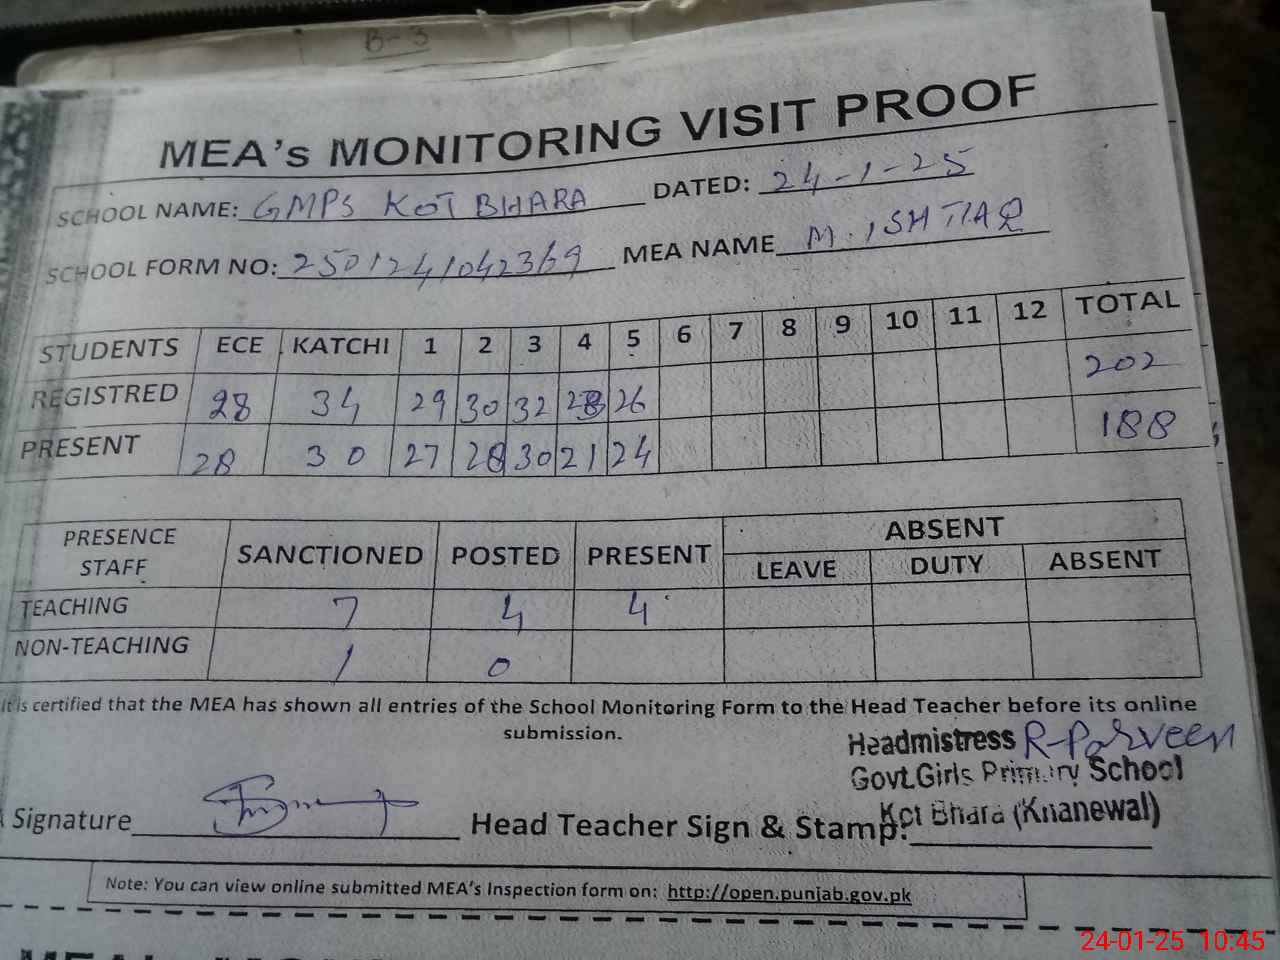 B-3
MEA's MONITORING VISIT PROOF
SCHOOL NAME: GMPS KOT BHARA DATED: 24-1-25
SCHOOL FORM NO: 2501241042369 MEA NAME M. ISHTIAQ
STUDENTS ECE KATCHI 1 2 3 4 5 6 7 8 9 10 11 12 TOTAL
REGISTRED 28 34 29 30 32 23 26 202
PRESENT 28 30 27 28 30 21 24 188
PRESENCE STAFF SANCTIONED POSTED PRESENT ABSENT
LEAVE DUTY ABSENT
TEACHING 7 4 4
NON-TEACHING 1 0
It is certified that the MEA has shown all entries of the School Monitoring Form to the Head Teacher before its online
submission.
Headmistress R-Parveen
Govt.Girls Primary School
Kot Bhara (Khanewal)
Signature Head Teacher Sign & Stamp:
Note: You can view online submitted MEA's Inspection form on: http://open.punjab.gov.pk
24-01-25 10:45